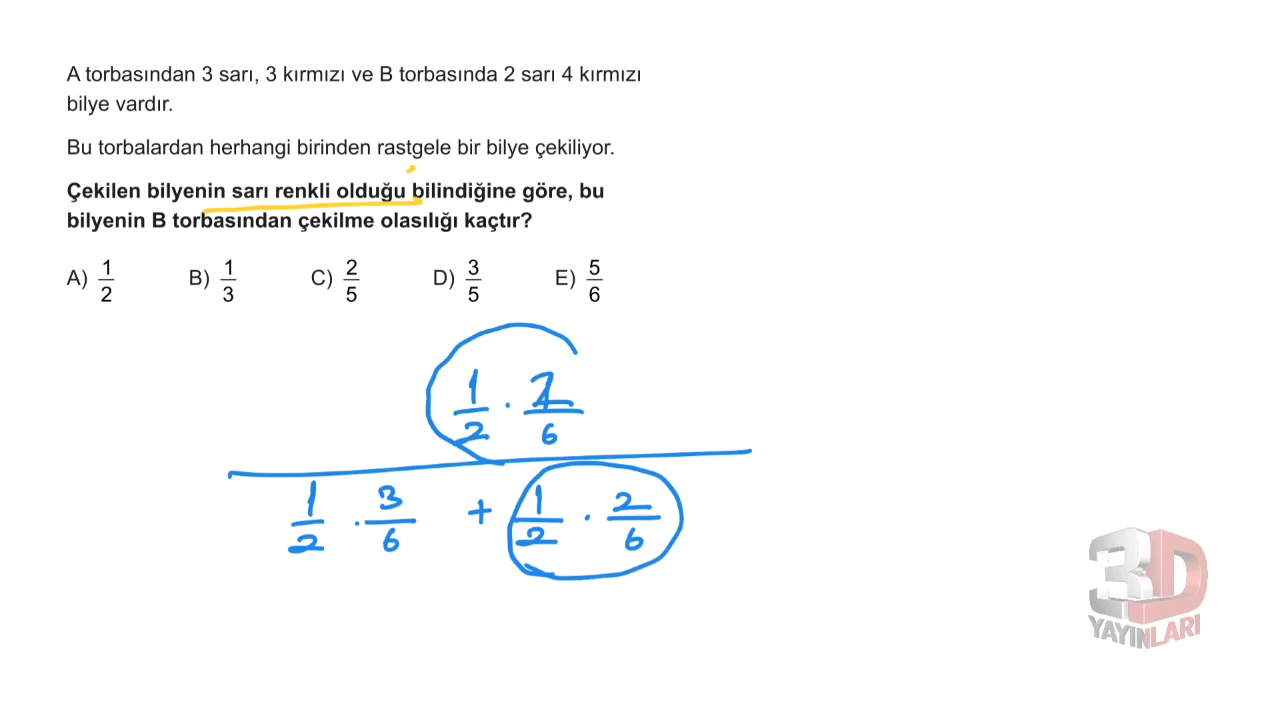 A torbasından 3 sarı, 3 kırmızı ve B torbasında 2 sarı 4 kırmızı
bilye vardır.
Bu torbalardan herhangi birinden rastgele bir bilye çekiliyor.
Çekilen bilyenin sarı renkli olduğu bilindiğine göre, bu
bilyenin B torbasından çekilme olasılığı kaçtır?
A) 1/2 B) 1/3 C) 2/5 D) 3/5 E) 5/6
1/2 · 2/6
1/2 · 3/6 + 1/2 · 2/6
3D
YAYINLARI